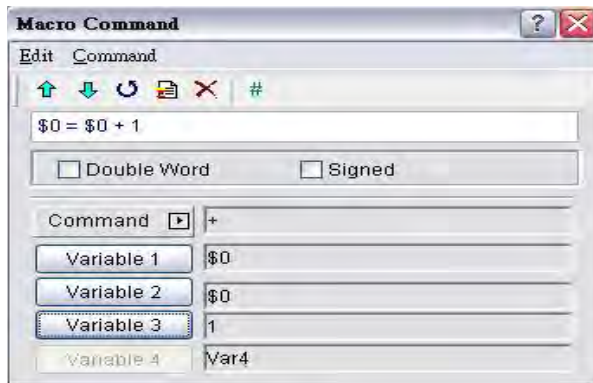 Macro Command
Edit Command
#
$0 = $0 + 1
Double Word Signed
Command +
Variable 1 $0
Variable 2 $0
Variable 3 1
Variable 4 Var4